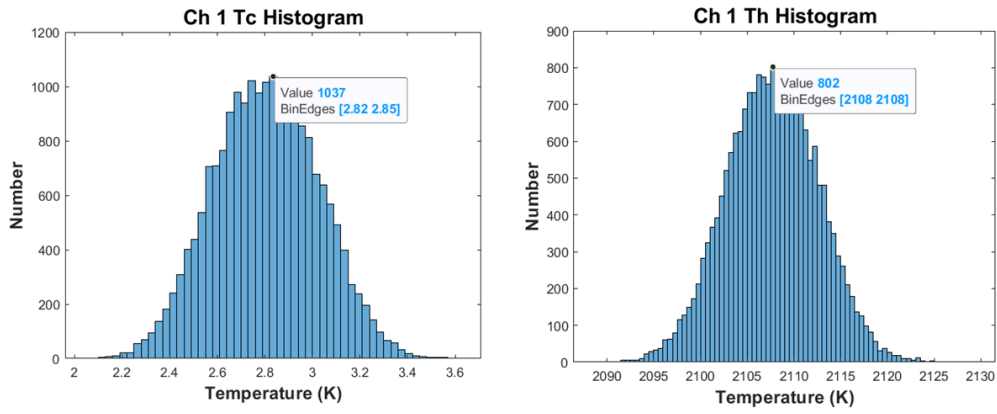 Ch 1 Tc Histogram
1200
1000
800
600
400
200
0
Number
Value 1037
BinEdges [2.82 2.85]
2 2.2 2.4 2.6 2.8 3 3.2 3.4 3.6
Temperature (K)
Ch 1 Th Histogram
900
800
700
600
500
400
300
200
100
0
Number
Value 802
BinEdges [2108 2108]
2090 2095 2100 2105 2110 2115 2120 2125 2130
Temperature (K)